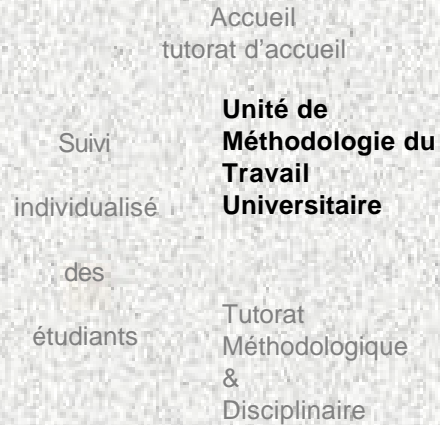 Accueil
tutorat d’accueil
Suivi
individualisé
des
étudiants
Unité de
Méthodologie du
Travail
Universitaire
Tutorat
Méthodologique
&
Disciplinaire